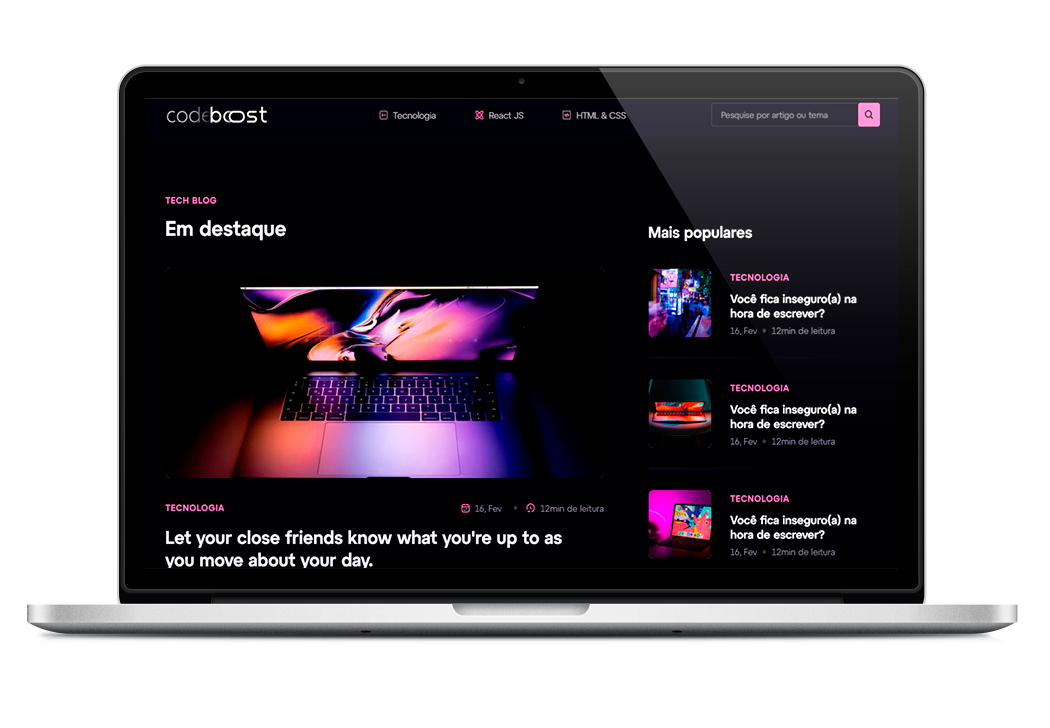 codeboost
Tecnologia
React JS
HTML & CSS
Pesquise por artigo ou tema
TECH BLOG
Em destaque
TECNOLOGIA
16, Fev
12min de leitura
Let your close friends know what you're up to as
you move about your day.
Mais populares
TECNOLOGIA
Você fica inseguro(a) na
hora de escrever?
16, Fev
12min de leitura
TECNOLOGIA
Você fica inseguro(a) na
hora de escrever?
16, Fev
12min de leitura
TECNOLOGIA
Você fica inseguro(a) na
hora de escrever?
16, Fev
12min de leitura